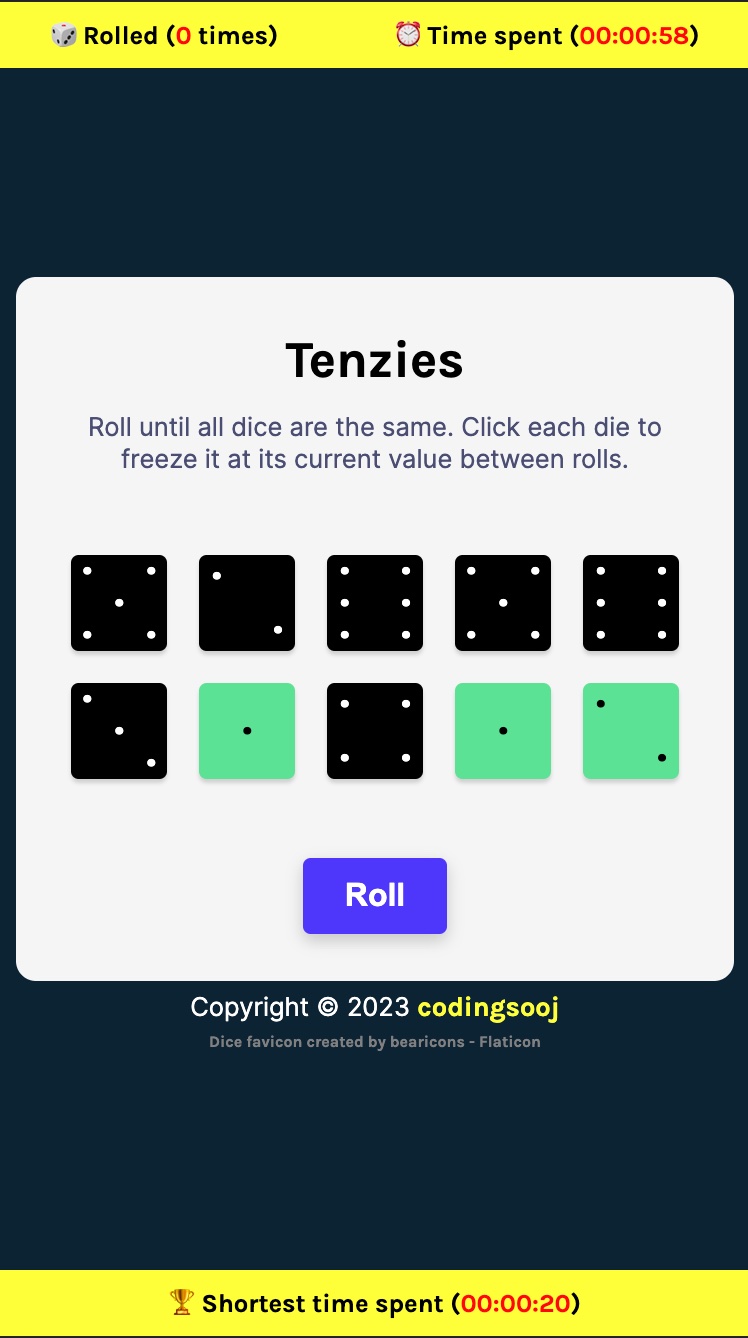 Rolled (0 times)
Time spent (00:00:58)
Tenzies
Roll until all dice are the same. Click each die to
freeze it at its current value between rolls.
Roll
Copyright © 2023 codingsooj
Dice favicon created by bearicons - Flaticon
Shortest time spent (00:00:20)